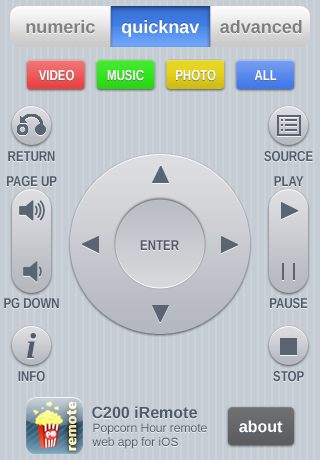 numeric quicknav advanced
VIDEO MUSIC PHOTO ALL
RETURN SOURCE
PAGE UP PLAY
ENTER
PG DOWN PAUSE
i
INFO STOP
remote
C200 iRemote
Popcorn Hour remote
web app for iOS
about